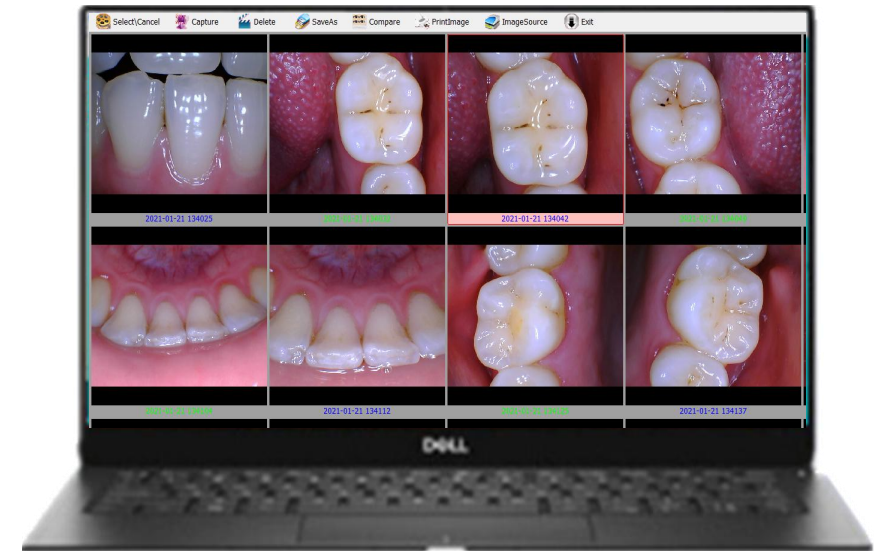 Select\Cancel Capture Delete SaveAs Compare PrintImage ImageSource Exit
2021-01-21 134025
2021-01-21 134042
2021-01-21 134112
2021-01-21 134137
DELL